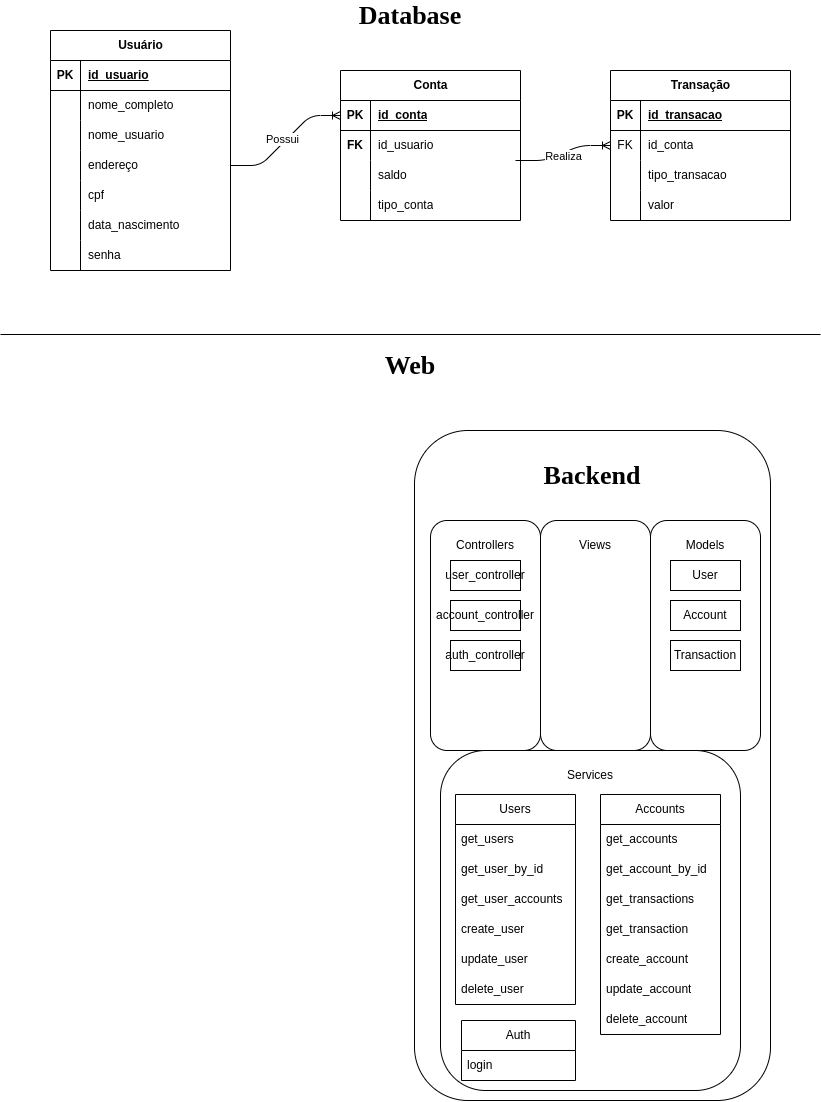 Database
Usuário
PK id_usuario
nome_completo
nome_usuario
endereço
cpf
data_nascimento
senha
Possui
Conta
PK id_conta
FK id_usuario
saldo
tipo_conta
Realiza
Transação
PK id_transacao
FK id_conta
tipo_transacao
valor
Web
Backend
Controllers
user_controller
account_controller
auth_controller
Views
Models
User
Account
Transaction
Services
Users
get_users
get_user_by_id
get_user_accounts
create_user
update_user
delete_user
Accounts
get_accounts
get_account_by_id
get_transactions
get_transaction
create_account
update_account
delete_account
Auth
login